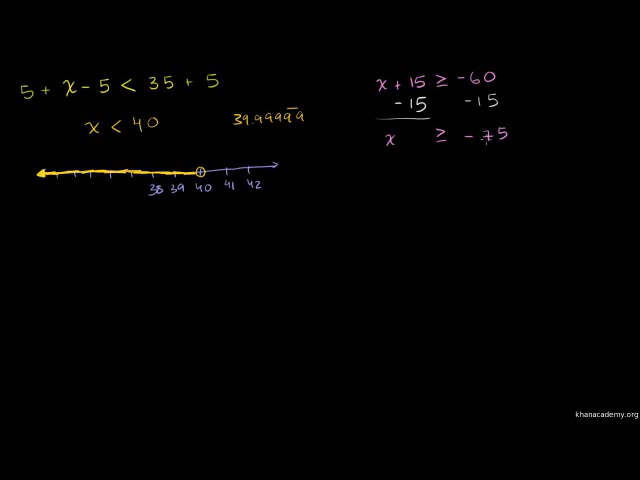 5 + x - 5 < 35 + 5
x < 40
39.9999̅9
38 39 40 41 42
x + 15 ≥ -60
-15 -15
x ≥ -75
khanacademy.org